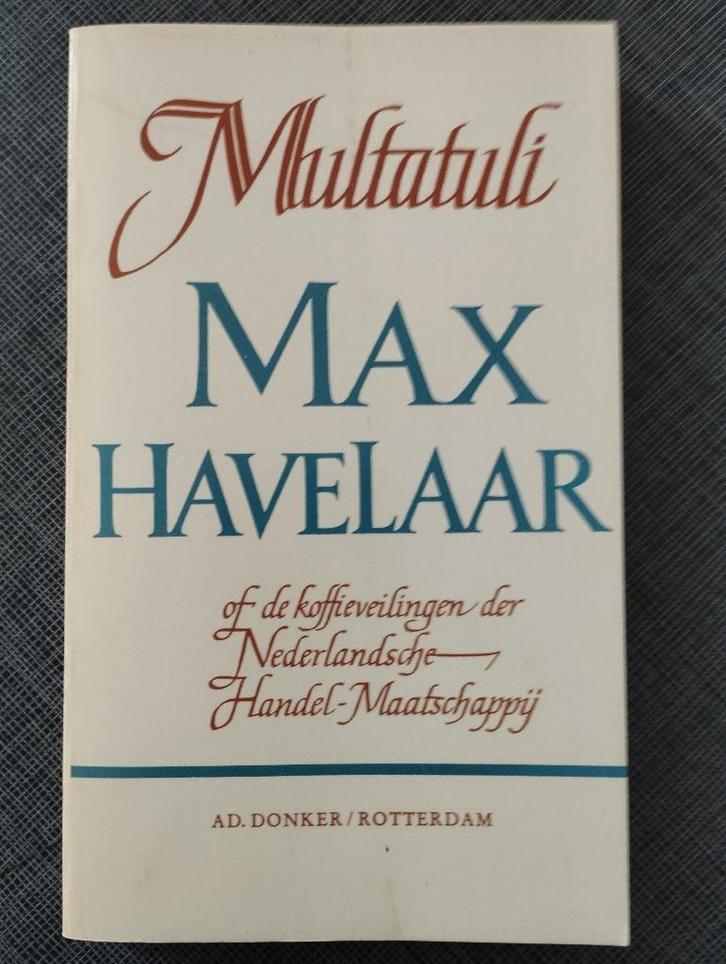 Multatuli
MAX
HAVELAAR
of de koffieveilingen der
Nederlandsche
Handel-Maatschappij
AD. DONKER/ROTTERDAM